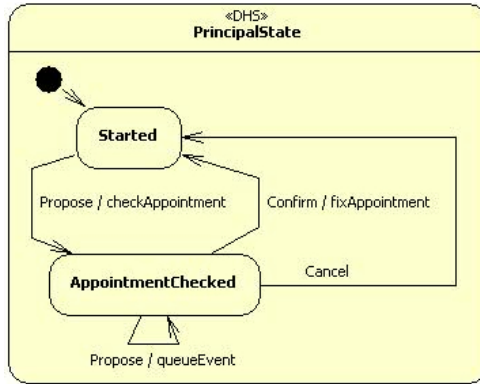 «DHS»
PrincipalState
Started
Propose / checkAppointment
Confirm / fixAppointment
AppointmentChecked
Cancel
Propose / queueEvent